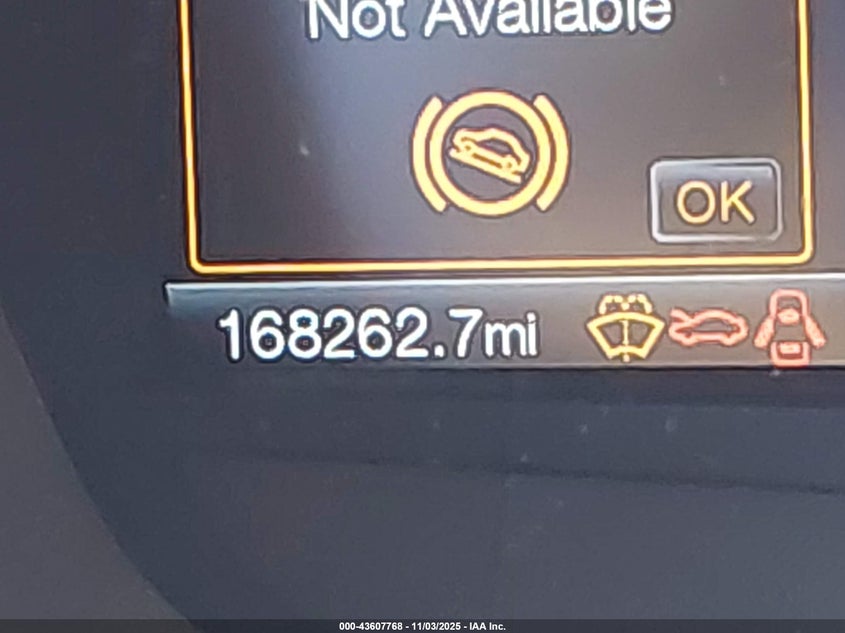 Not Available
OK
168262.7mi
000-43607768 - 11/03/2025 - IAA Inc.